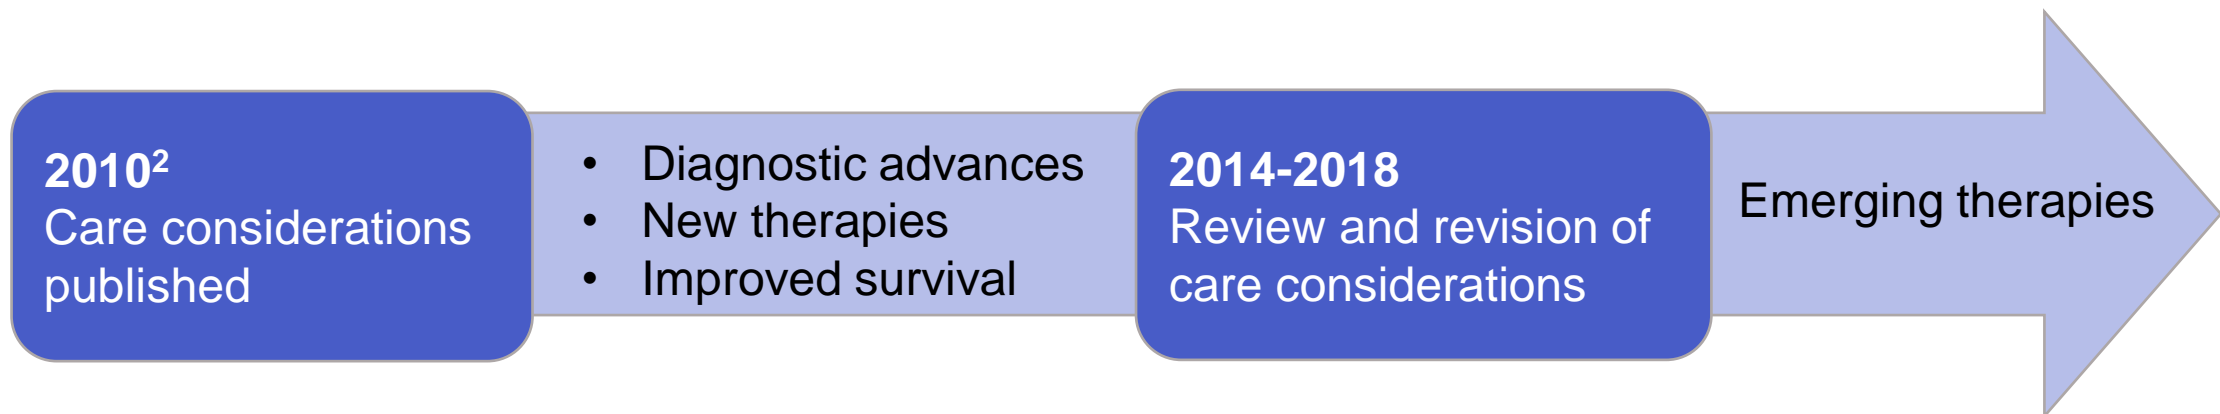 2010²
Care considerations
published
• Diagnostic advances
• New therapies
• Improved survival
2014-2018
Review and revision of
care considerations
Emerging therapies